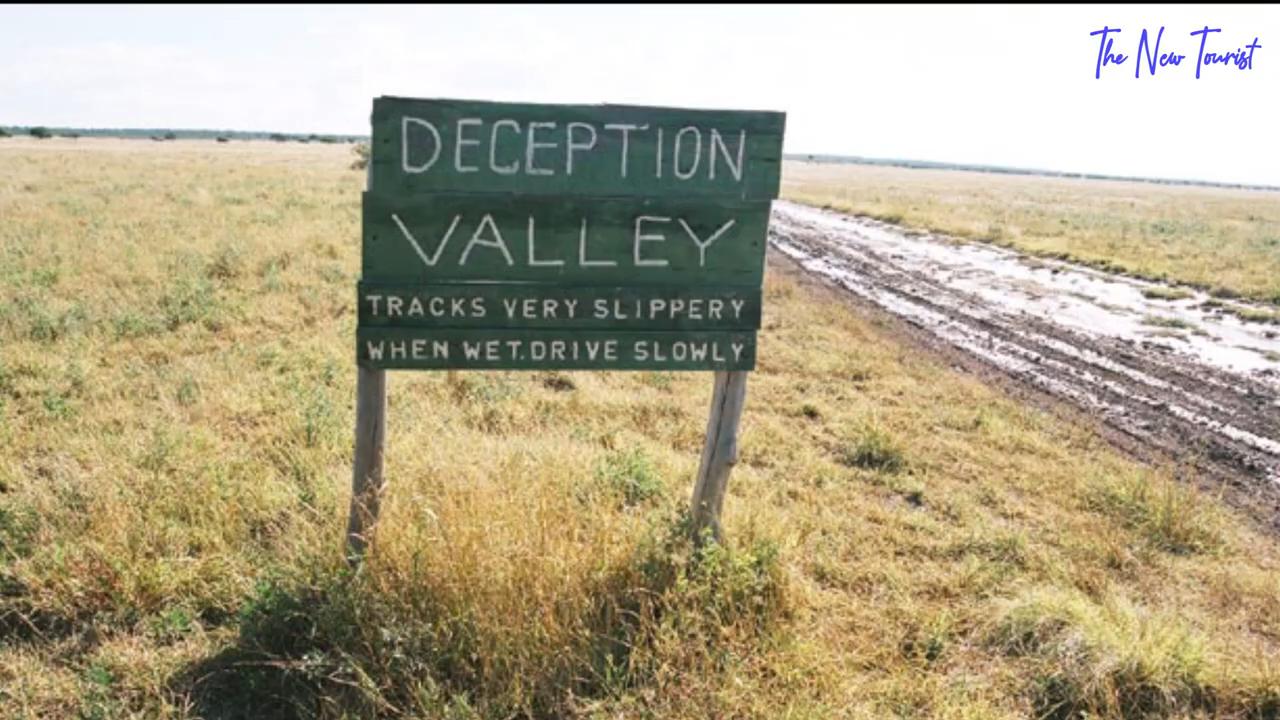 The New Tourist
DECEPTION
VALLEY
TRACKS VERY SLIPPERY
WHEN WET.DRIVE SLOWLY